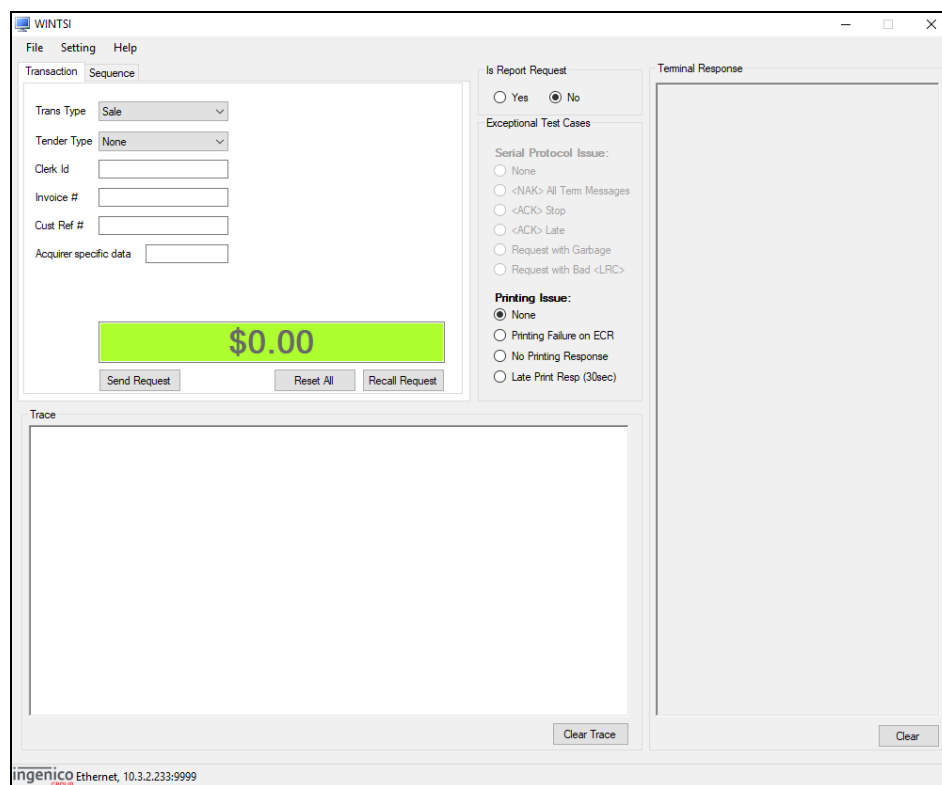 WINTSI
File Setting Help
Transaction Sequence
Trans Type Sale
Tender Type None
Clerk Id
Invoice #
Cust Ref #
Acquirer specific data
$0.00
Send Request Reset All Recall Request
Is Report Request
Yes No
Exceptional Test Cases
Serial Protocol Issue:
None
<NAK> All Term Messages
<ACK> Stop
<ACK> Late
Request with Garbage
Request with Bad <LRC>
Printing Issue:
None
Printing Failure on ECR
No Printing Response
Late Print Resp (30sec)
Terminal Response
Clear
Trace
Clear Trace
ingenico
GROUP
Ethernet, 10.3.2.233:9999